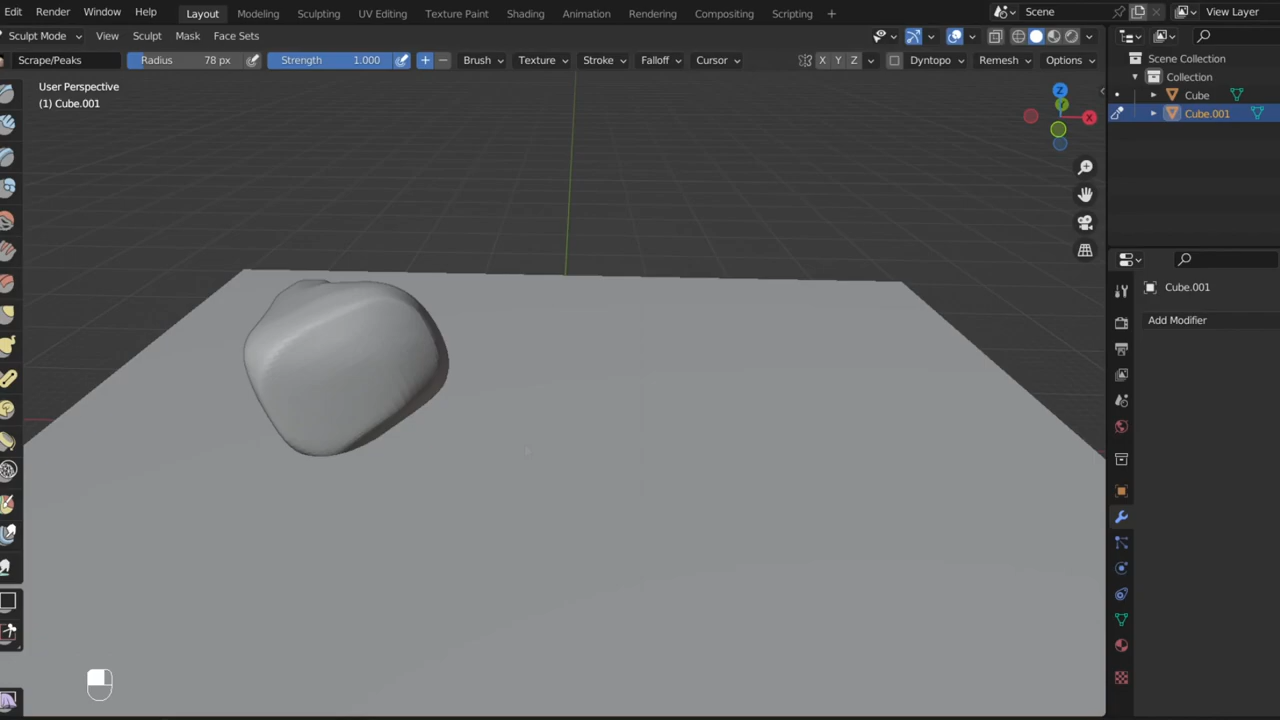 Edit Render Window Help Layout Modeling Sculpting UV Editing Texture Paint Shading Animation Rendering Compositing Scripting + Scene View Layer
Sculpt Mode View Sculpt Mask Face Sets
Scrape/Peaks Radius 78 px Strength 1.000 + − Brush Texture Stroke Falloff Cursor X Y Z Dyntopo Remesh Options
Scene Collection
Collection
Cube
Cube.001
User Perspective
(1) Cube.001
Z
Y
X
Cube.001
Add Modifier